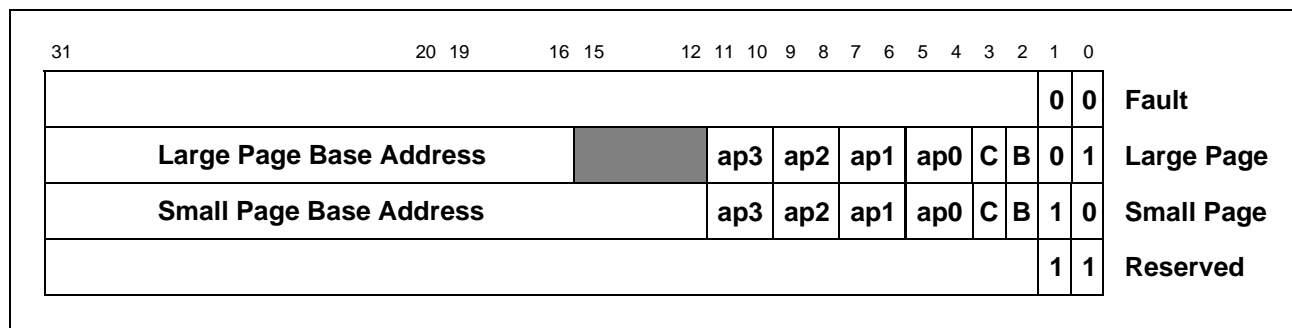 31 20 19 16 15 12 11 10 9 8 7 6 5 4 3 2 1 0
0 0 Fault
Large Page Base Address ap3 ap2 ap1 ap0 C B 0 1 Large Page
Small Page Base Address ap3 ap2 ap1 ap0 C B 1 0 Small Page
1 1 Reserved